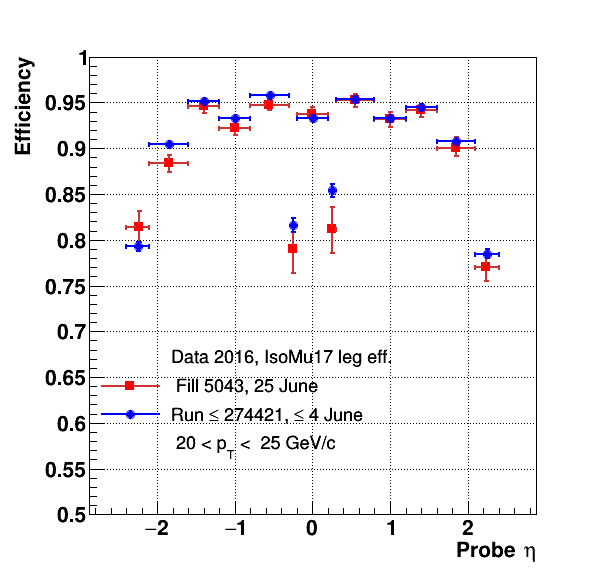 Efficiency
1
0.95
0.9
0.85
0.8
0.75
0.7
0.65
0.6
0.55
0.5
Data 2016, IsoMu17 leg eff.
Fill 5043, 25 June
Run ≤ 274421, ≤ 4 June
20 < p_T < 25 GeV/c
−2 −1 0 1 2
Probe η